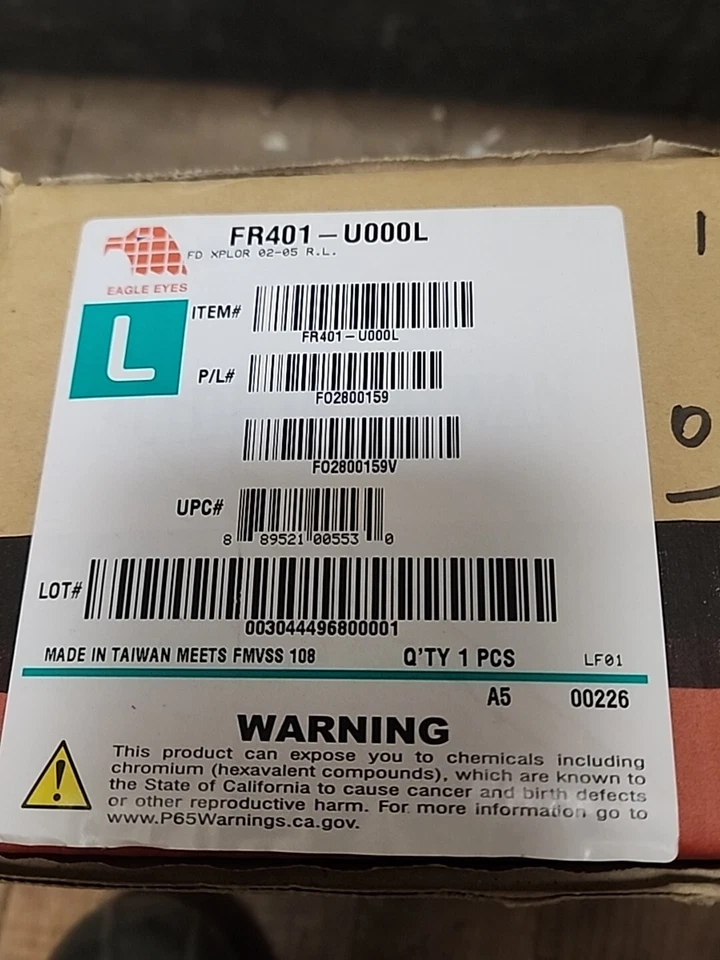 FR401-U000L
FD XPLOR 02-05 R.L.
EAGLE EYES
L
ITEM#
FR401-U000L
P/L#
FO2800159
FO2800159V
UPC#
8 89521 00553 0
LOT#
003044496800001
MADE IN TAIWAN MEETS FMVSS 108 Q'TY 1 PCS LF01
A5 00226
WARNING
This product can expose you to chemicals including
chromium (hexavalent compounds), which are known to
the State of California to cause cancer and birth defects
or other reproductive harm. For more information go to
www.P65Warnings.ca.gov.